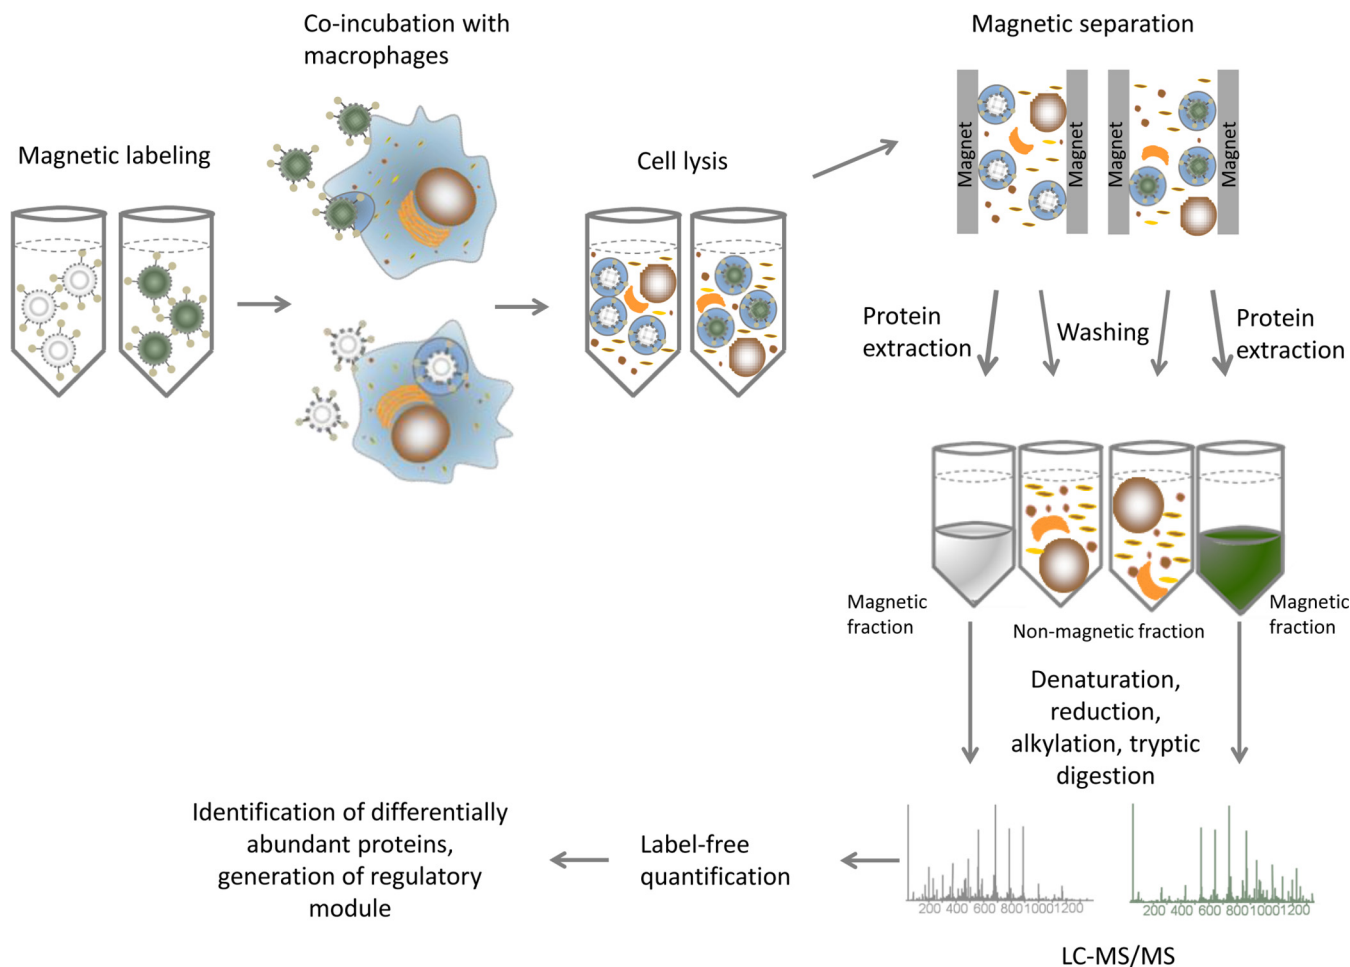 Co-incubation with
macrophages
Magnetic separation
Magnetic labeling
Cell lysis
Magnet
Magnet
Magnet
Magnet
Protein
extraction
Washing
Protein
extraction
Magnetic
fraction
Non-magnetic fraction
Magnetic
fraction
Denaturation,
reduction,
alkylation, tryptic
digestion
Identification of differentially
abundant proteins,
generation of regulatory
module
Label-free
quantification
200 400 600 800 1000 1200
200 400 600 800 1000 1200
LC-MS/MS